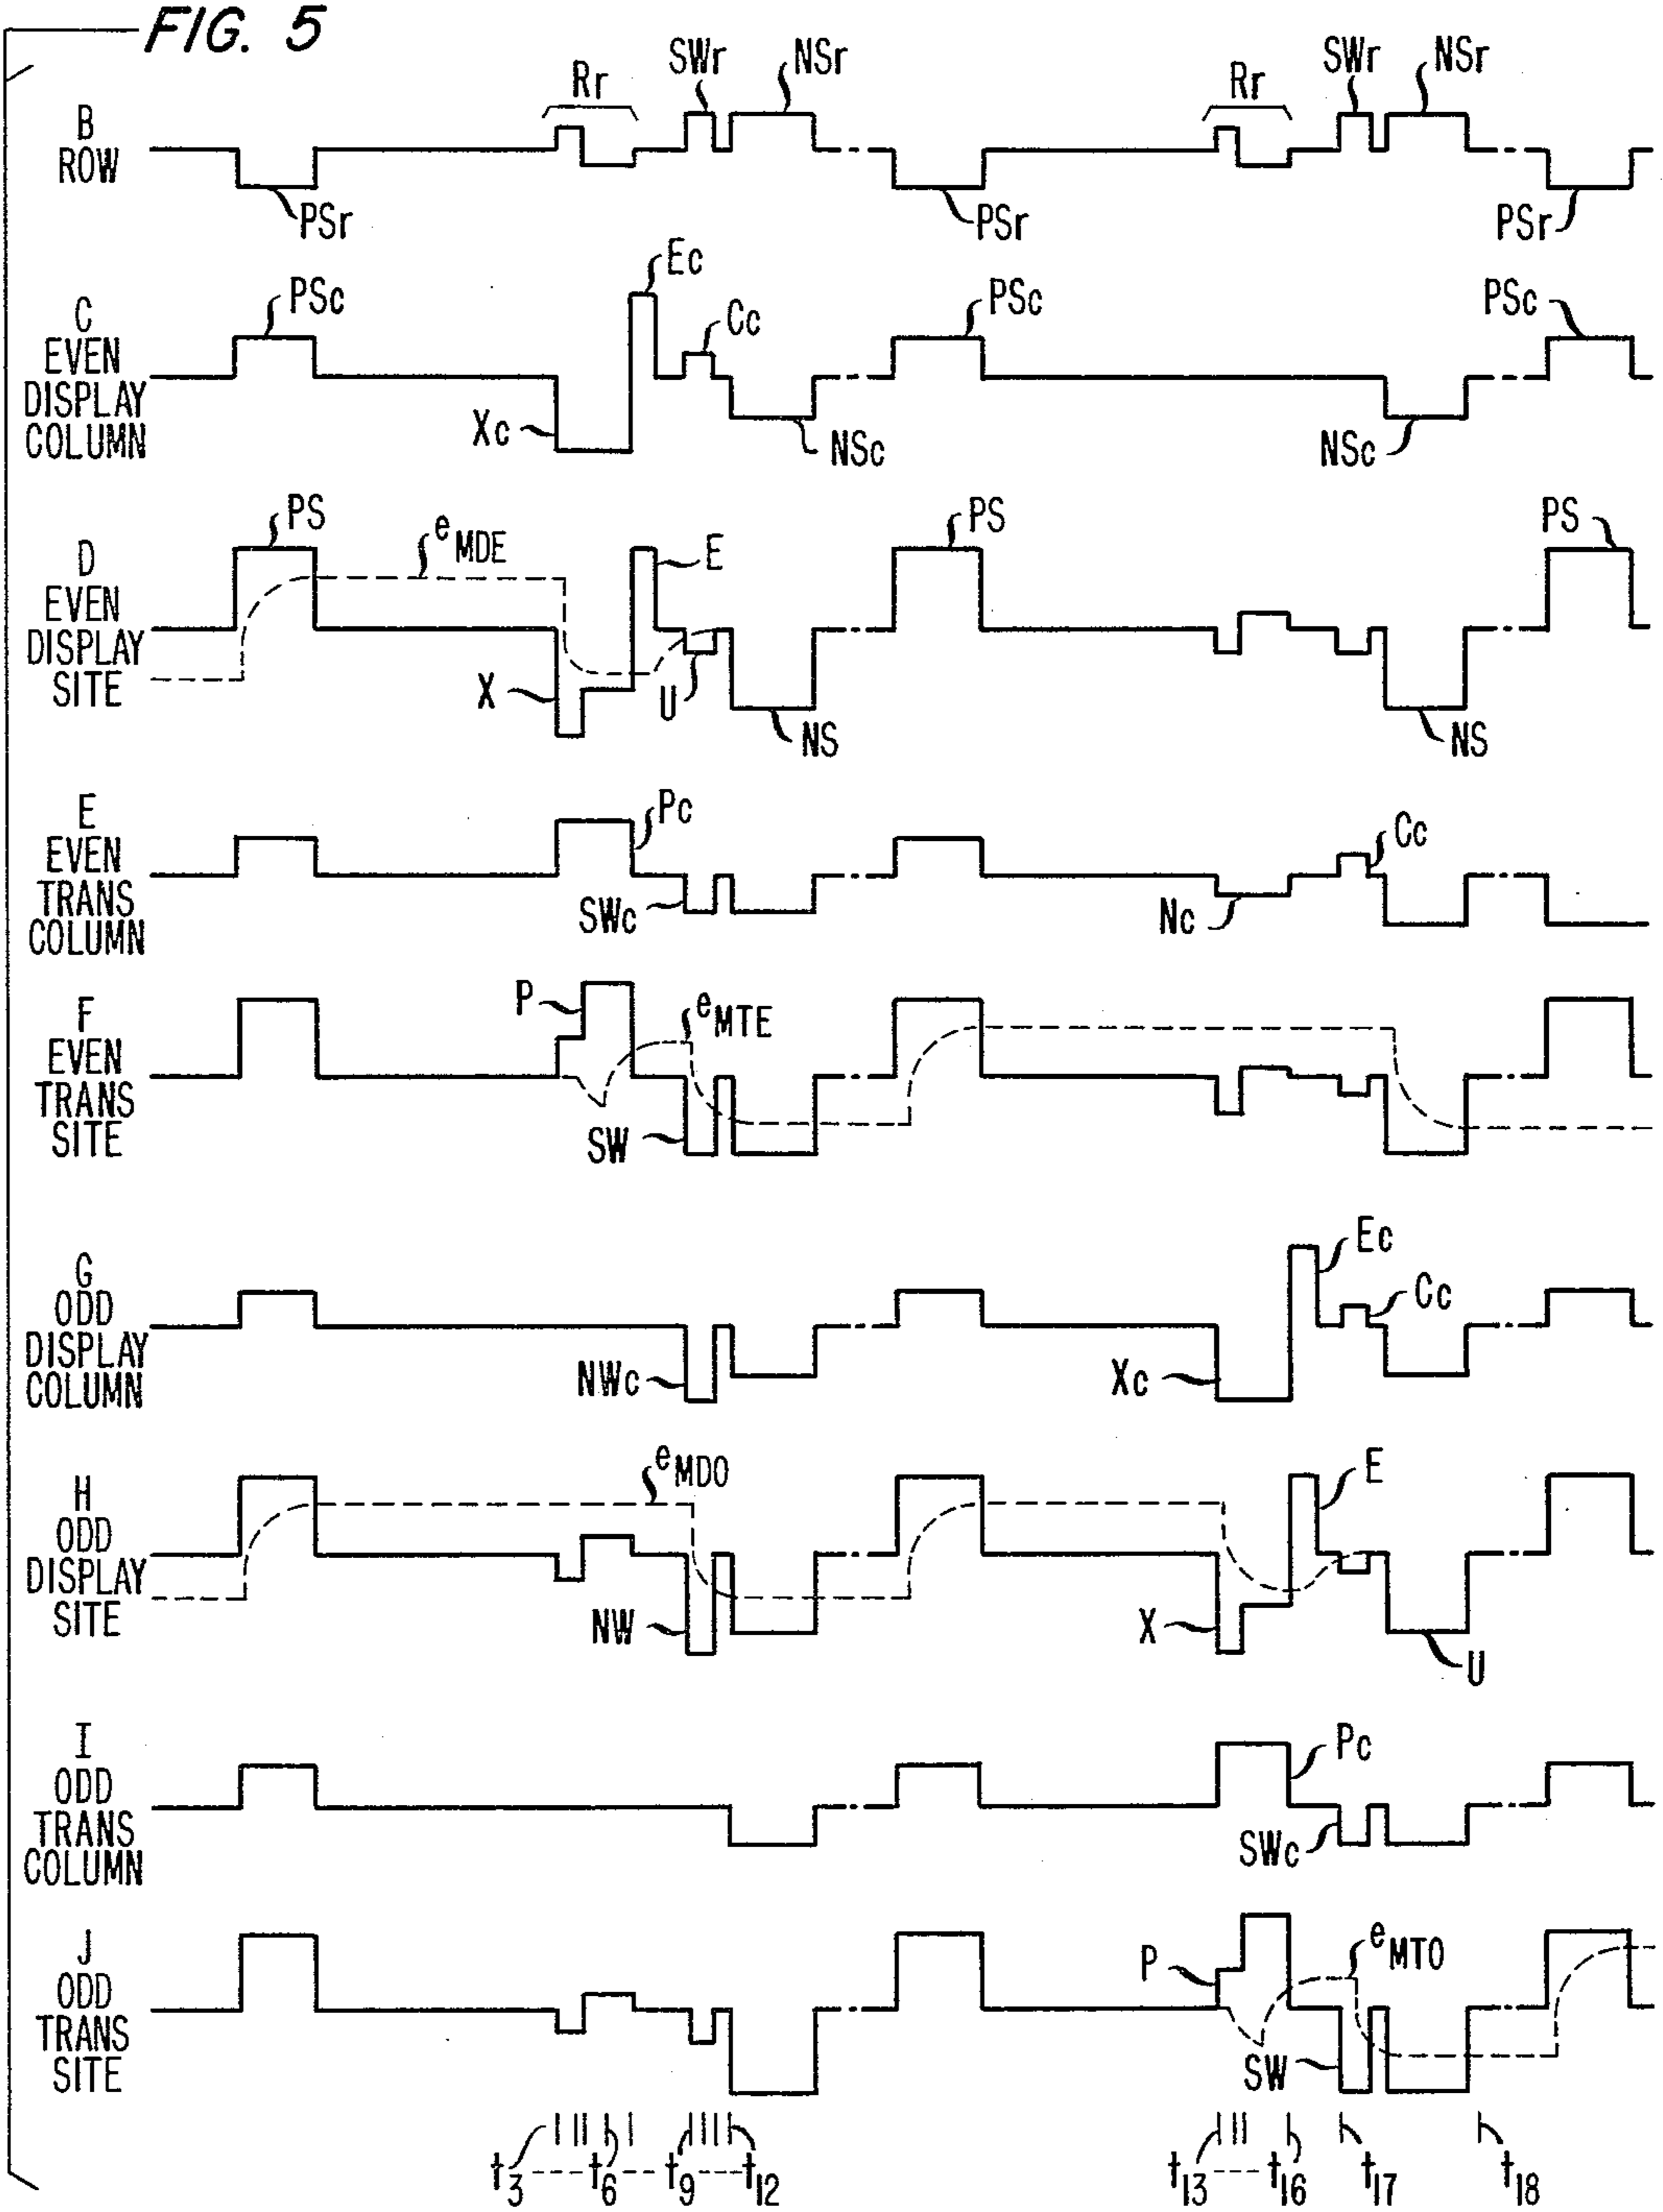 FIG. 5
B
ROW
Rr
SWr
NSr
Rr
SWr
NSr
PSr
PSr
PSr
C
EVEN
DISPLAY
COLUMN
PSc
Xc
Ec
Cc
NSc
PSc
NSc
PSc
D
EVEN
DISPLAY
SITE
PS
eMDE
X
E
U
NS
PS
NS
PS
E
EVEN
TRANS
COLUMN
Pc
SWc
Nc
Cc
F
EVEN
TRANS
SITE
P
eMTE
SW
G
ODD
DISPLAY
COLUMN
NWc
Xc
Ec
Cc
H
ODD
DISPLAY
SITE
eMDO
NW
X
E
U
I
ODD
TRANS
COLUMN
Pc
SWc
J
ODD
TRANS
SITE
P
eMTO
SW
t3 t6 t9 t12 t13 t16 t17 t18